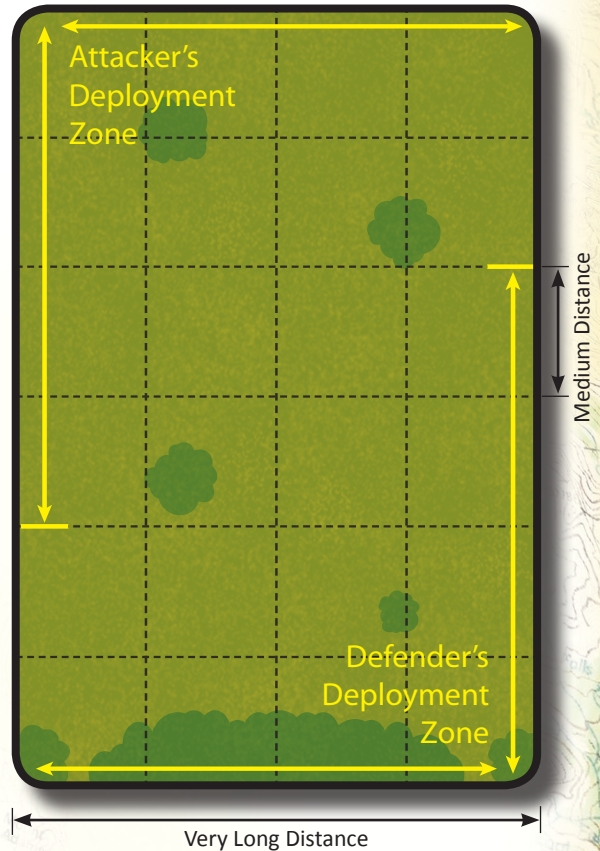 Attacker's
Deployment
Zone
Medium Distance
Defender's
Deployment
Zone
Very Long Distance